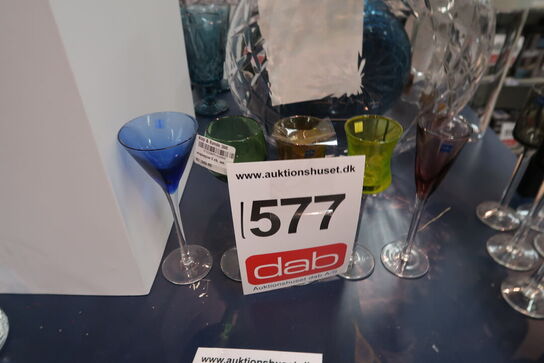 www.auktionshuset.dk
577
dab
Auktionshuset dab A/S
www.auktionshuset.dk